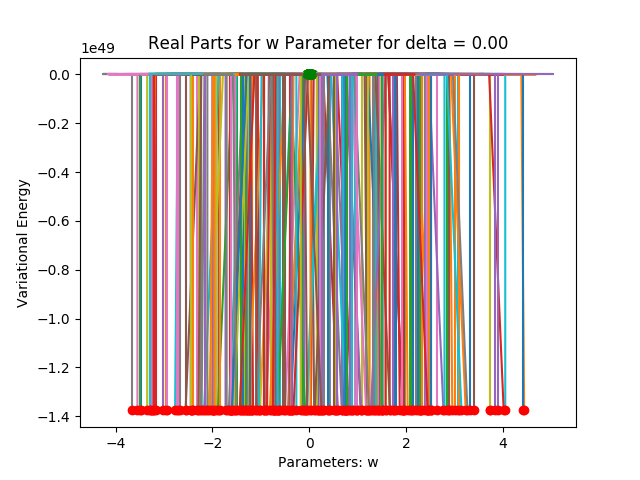 Real Parts for w Parameter for delta = 0.00
1e49
0.0
−0.2
−0.4
−0.6
−0.8
−1.0
−1.2
−1.4
Variational Energy
−4 −2 0 2 4
Parameters: w